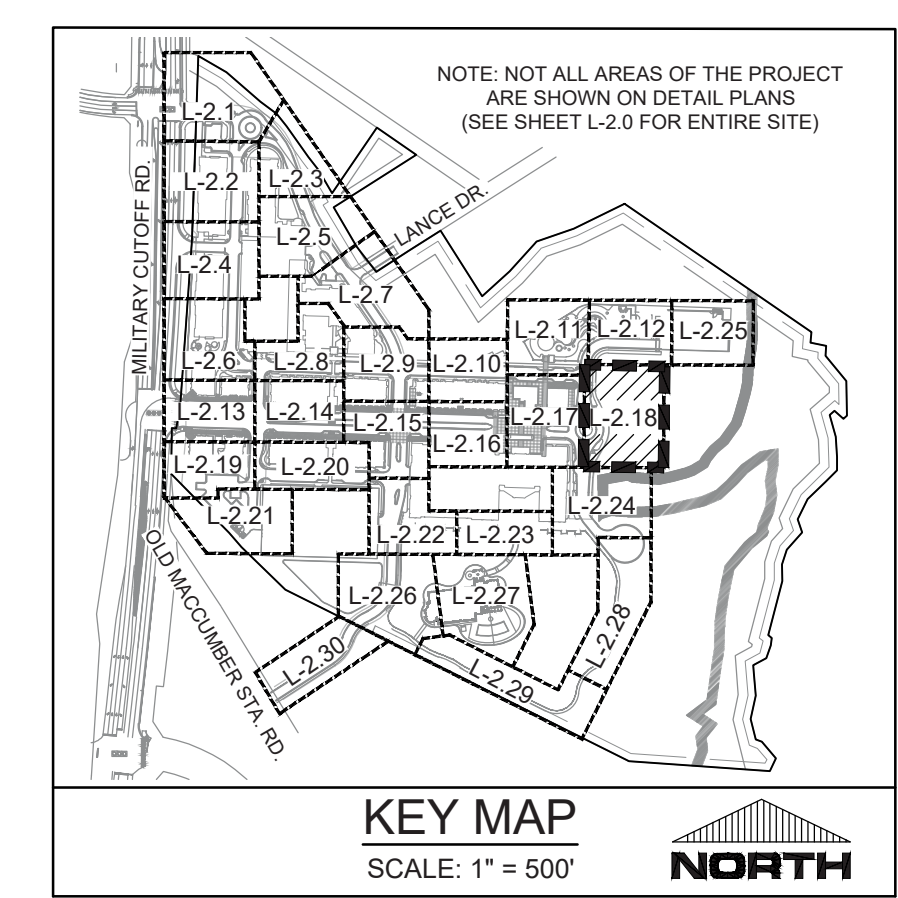 NOTE: NOT ALL AREAS OF THE PROJECT
ARE SHOWN ON DETAIL PLANS
(SEE SHEET L-2.0 FOR ENTIRE SITE)
MILITARY CUTOFF RD.
LANCE DR.
OLD MACCUMBER STA. RD.
L-2.1
L-2.2
L-2.3
L-2.4
L-2.5
L-2.6
L-2.7
L-2.8
L-2.9
L-2.10
L-2.11
L-2.12
L-2.25
L-2.13
L-2.14
L-2.15
L-2.16
L-2.17
L-2.18
L-2.19
L-2.20
L-2.21
L-2.22
L-2.23
L-2.24
L-2.26
L-2.27
L-2.28
L-2.29
L-2.30
KEY MAP
SCALE: 1" = 500'
NORTH